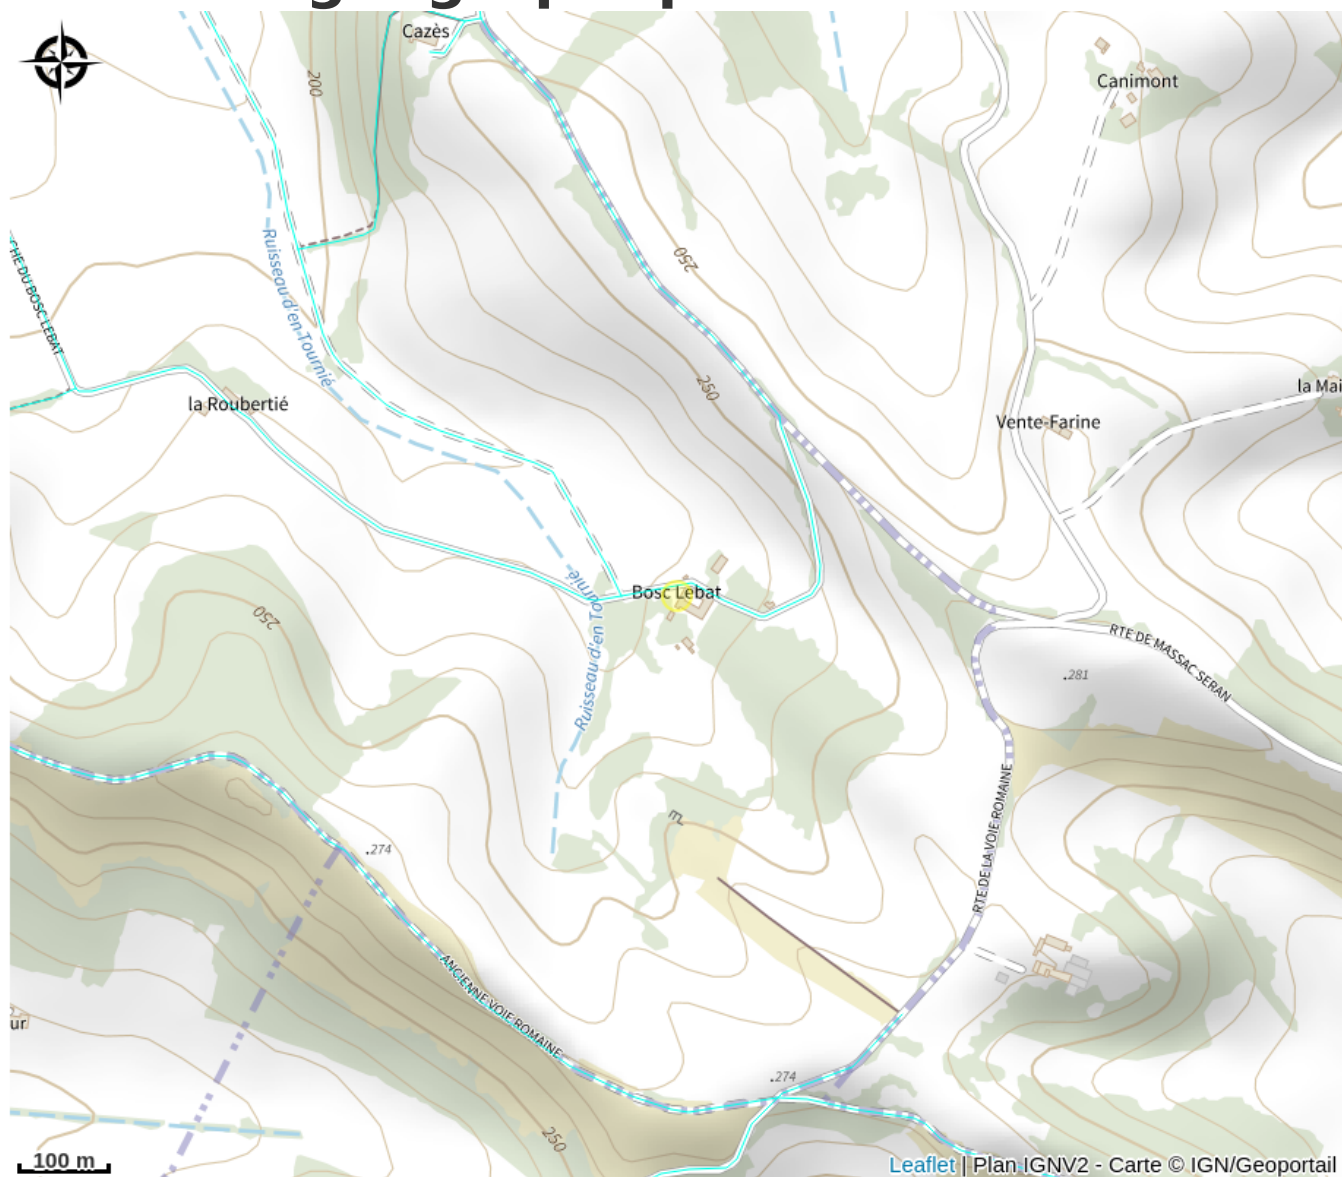 Cazès
Canimont
200
CHE DU BOSC LEBAT
Ruisseau d'en Tournié
250
250
la Mai
la Roubertié
Vente-Farine
Bosc Lebat
Ruisseau d'en Tournié
250
RTE DE MASSAC SERAN
.281
RTE DE LA VOIE ROMAINE
.274
ANCIENNE VOIE ROMAINE
ur
.274
250
100 m
Leaflet | Plan IGNV2 - Carte © IGN/Geoportail